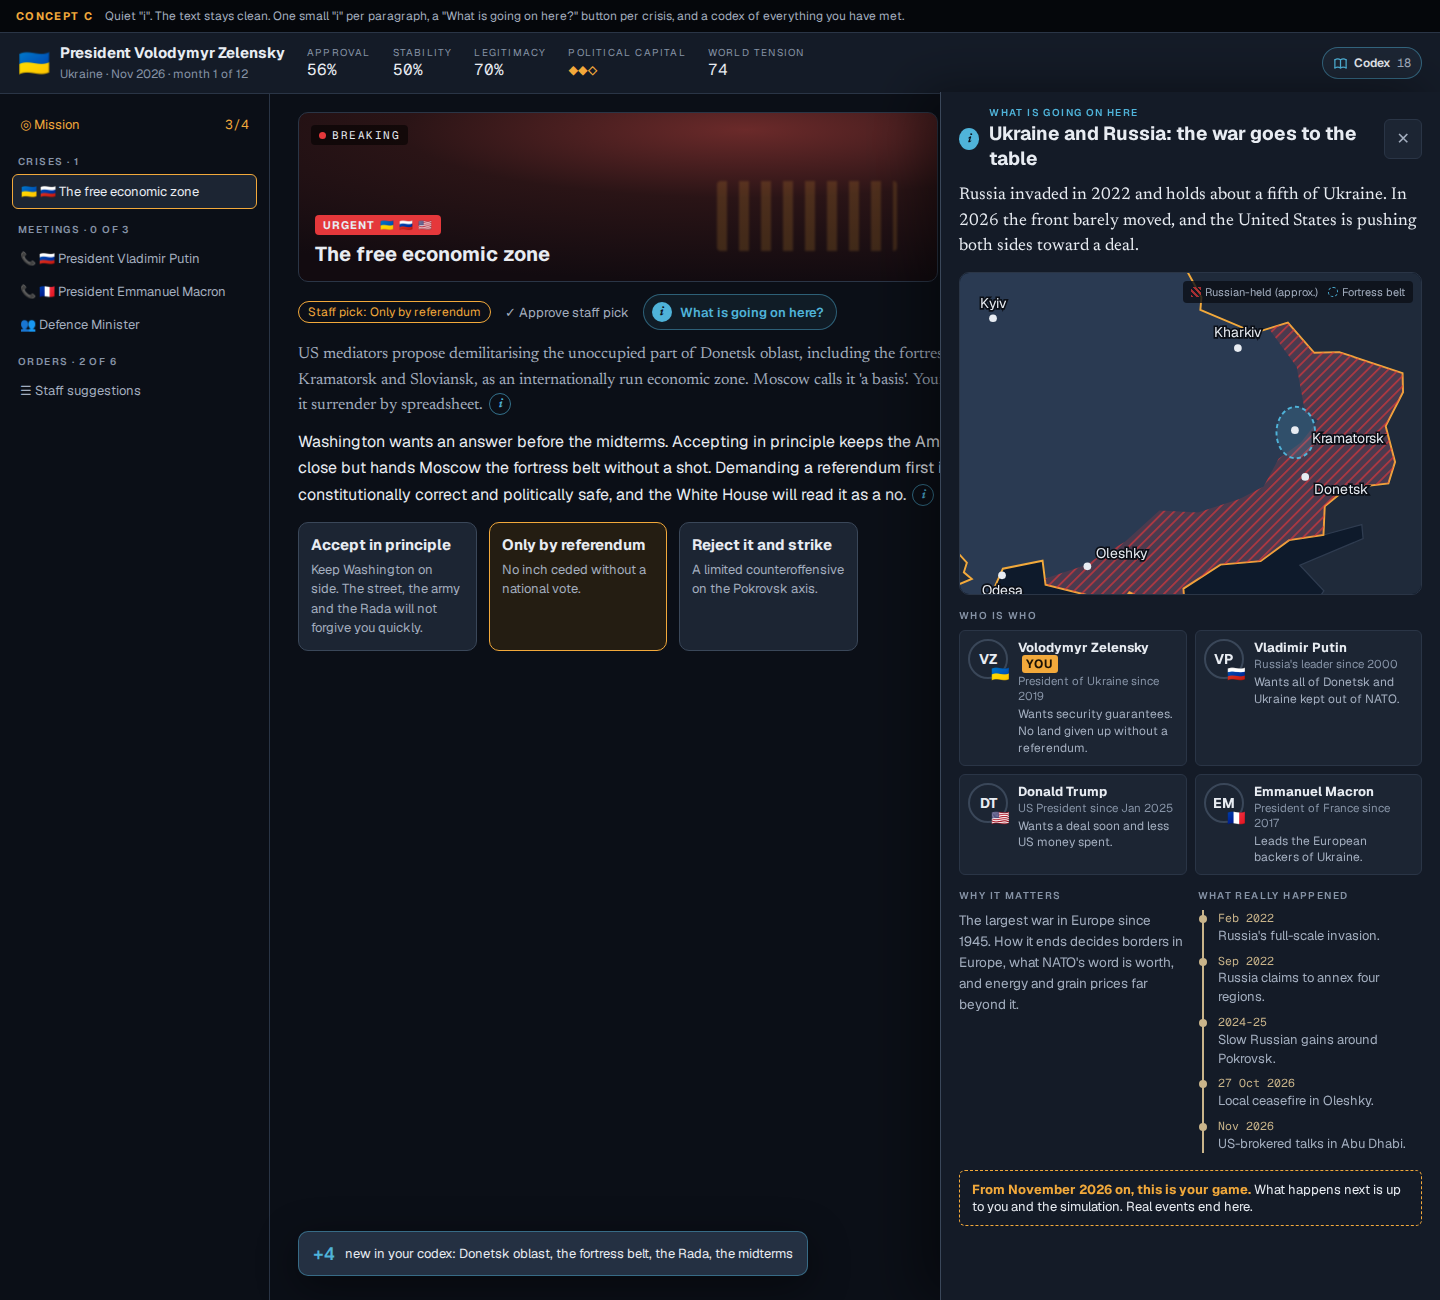 CONCEPT C Quiet "i". The text stays clean. One small "i" per paragraph, a "What is going on here?" button per crisis, and a codex of everything you have met.
President Volodymyr Zelensky
Ukraine · Nov 2026 · month 1 of 12
APPROVAL
56%
STABILITY
50%
LEGITIMACY
70%
POLITICAL CAPITAL
WORLD TENSION
74
Codex 18
Mission 3/4
CRISES · 1
The free economic zone
MEETINGS · 0 OF 3
President Vladimir Putin
President Emmanuel Macron
Defence Minister
ORDERS · 2 OF 6
Staff suggestions
BREAKING
URGENT
The free economic zone
Staff pick: Only by referendum
✓ Approve staff pick
i What is going on here?
US mediators propose demilitarising the unoccupied part of Donetsk oblast, including the fortres
Kramatorsk and Sloviansk, as an internationally run economic zone. Moscow calls it 'a basis'. You
it surrender by spreadsheet. i
Washington wants an answer before the midterms. Accepting in principle keeps the Am
close but hands Moscow the fortress belt without a shot. Demanding a referendum first i
constitutionally correct and politically safe, and the White House will read it as a no. i
Accept in principle
Keep Washington on
side. The street, the army
and the Rada will not
forgive you quickly.
Only by referendum
No inch ceded without a
national vote.
Reject it and strike
A limited counteroffensive
on the Pokrovsk axis.
+4 new in your codex: Donetsk oblast, the fortress belt, the Rada, the midterms
WHAT IS GOING ON HERE
i Ukraine and Russia: the war goes to the
table
×
Russia invaded in 2022 and holds about a fifth of Ukraine. In
2026 the front barely moved, and the United States is pushing
both sides toward a deal.
Russian-held (approx.) Fortress belt
Kyiv
Kharkiv
Kramatorsk
Donetsk
Oleshky
Odesa
WHO IS WHO
VZ
Volodymyr Zelensky
YOU
President of Ukraine since
2019
Wants security guarantees.
No land given up without a
referendum.
VP
Vladimir Putin
Russia's leader since 2000
Wants all of Donetsk and
Ukraine kept out of NATO.
DT
Donald Trump
US President since Jan 2025
Wants a deal soon and less
US money spent.
EM
Emmanuel Macron
President of France since
2017
Leads the European
backers of Ukraine.
WHY IT MATTERS
The largest war in Europe since
1945. How it ends decides borders in
Europe, what NATO's word is worth,
and energy and grain prices far
beyond it.
WHAT REALLY HAPPENED
Feb 2022
Russia's full-scale invasion.
Sep 2022
Russia claims to annex four
regions.
2024-25
Slow Russian gains around
Pokrovsk.
27 Oct 2026
Local ceasefire in Oleshky.
Nov 2026
US-brokered talks in Abu Dhabi.
From November 2026 on, this is your game. What happens next is up
to you and the simulation. Real events end here.